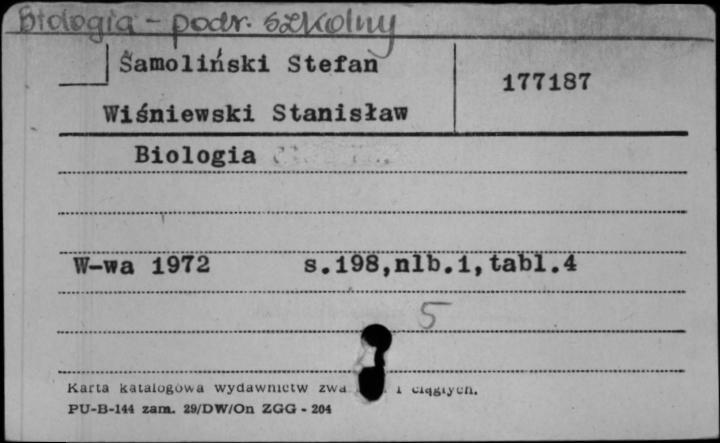 Biologia - podr. szkolny
Samoliński Stefan
177187
Wiśniewski Stanisław
Biologia
W-wa 1972 s.198,nlb.1,tabl.4
5
Karta katalogowa wydawnictw i ciągłych.
PU-B-144 zam. 29/DW/On ZGG - 204